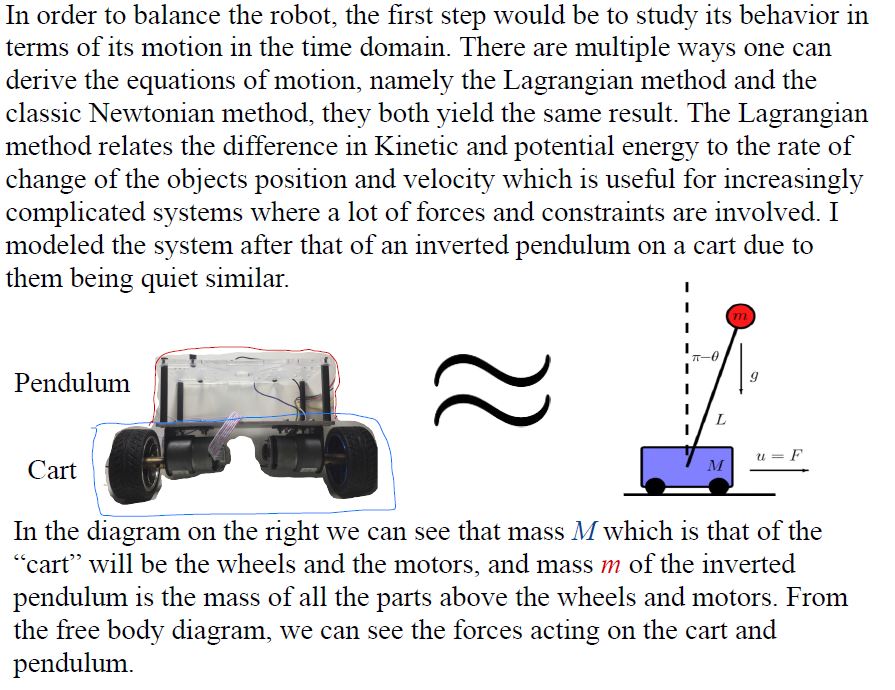 In order to balance the robot, the first step would be to study its behavior in
terms of its motion in the time domain. There are multiple ways one can
derive the equations of motion, namely the Lagrangian method and the
classic Newtonian method, they both yield the same result. The Lagrangian
method relates the difference in Kinetic and potential energy to the rate of
change of the objects position and velocity which is useful for increasingly
complicated systems where a lot of forces and constraints are involved. I
modeled the system after that of an inverted pendulum on a cart due to
them being quiet similar.
Pendulum
Cart
≈
m
π−θ
g
L
M
u = F
In the diagram on the right we can see that mass M which is that of the
“cart” will be the wheels and the motors, and mass m of the inverted
pendulum is the mass of all the parts above the wheels and motors. From
the free body diagram, we can see the forces acting on the cart and
pendulum.